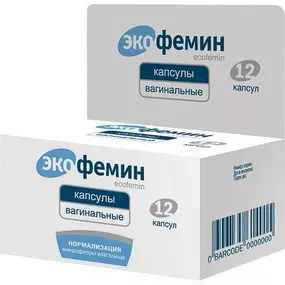 экофемин
ecofemin
капсулы
вагинальные
12
капсул
экофемин
ecofemin
капсулы
вагинальные
12
капсул
НОРМАЛИЗАЦИЯ
микрофлоры влагалища
0 BARCODE 0000000